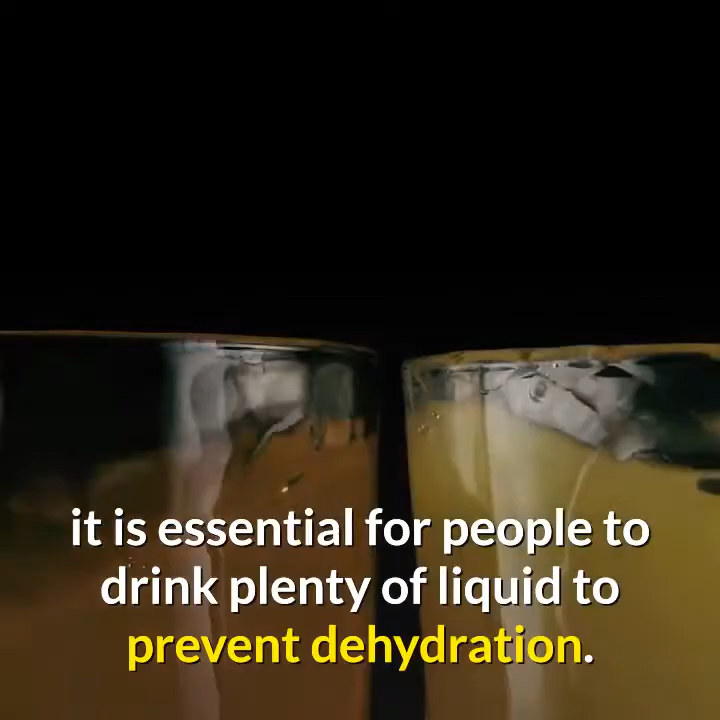 it is essential for people to
drink plenty of liquid to
prevent dehydration.